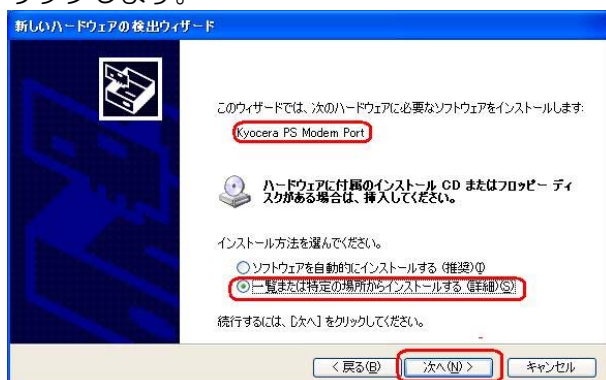 リックします。
新しいハードウェアの検出ウィザード
このウィザードでは、次のハードウェアに必要なソフトウェアをインストールします:
Kyocera PS Modem Port
ハードウェアに付属のインストール CD またはフロッピー ディ
スクがある場合は、挿入してください。
インストール方法を選んでください。
ソフトウェアを自動的にインストールする (推奨)(I)
一覧または特定の場所からインストールする (詳細)(S)
続行するには、[次へ] をクリックしてください。
< 戻る(B)
次へ(N) >
キャンセル